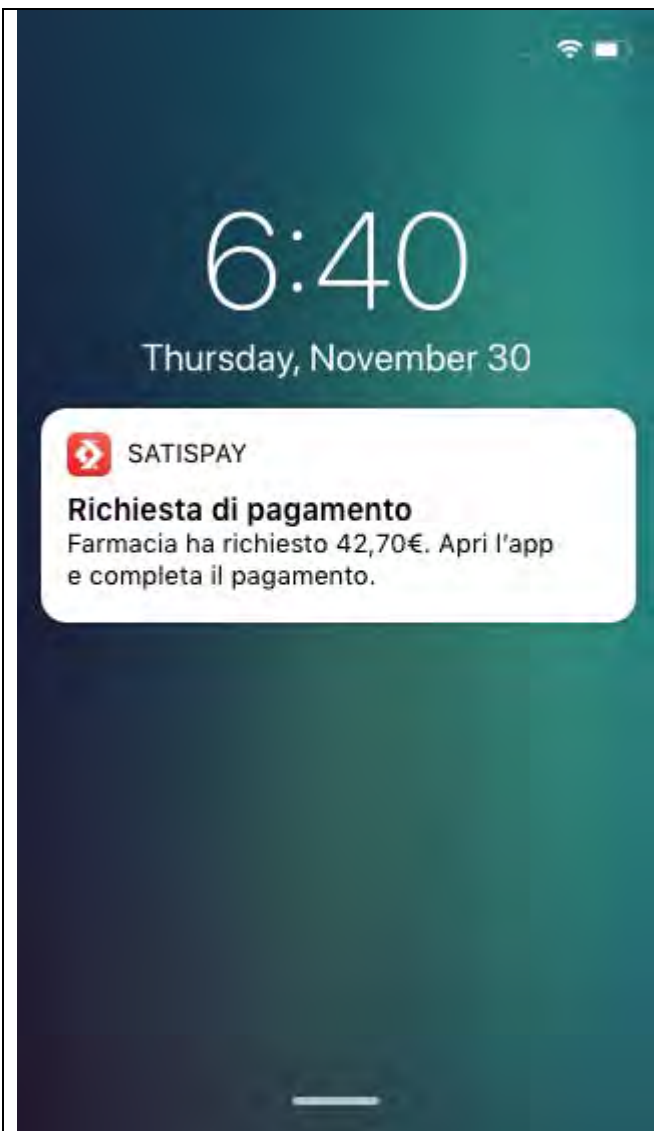 6:40
Thursday, November 30
SATISPAY
Richiesta di pagamento
Farmacia ha richiesto 42,70€. Apri l'app
e completa il pagamento.